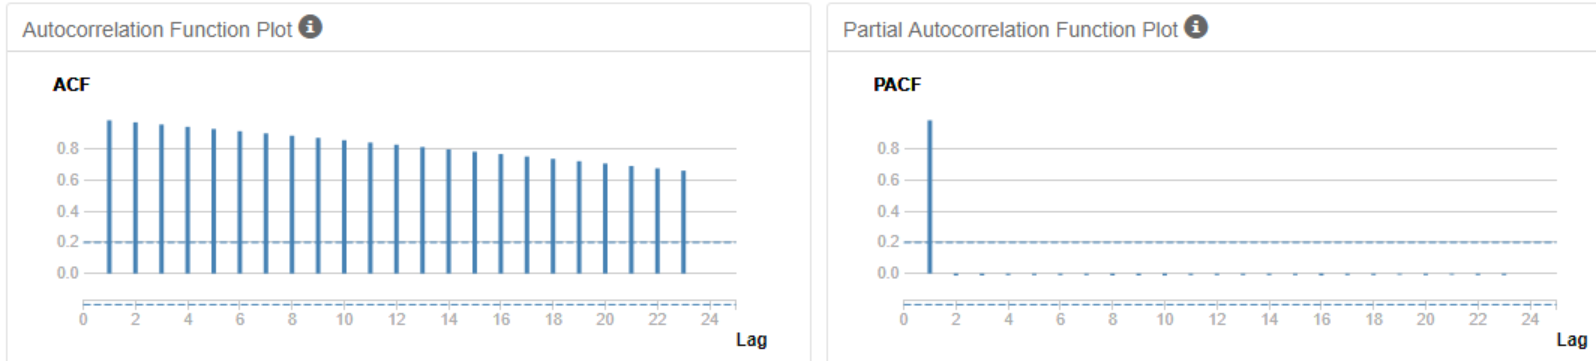 Autocorrelation Function Plot
ACF
0.8
0.6
0.4
0.2
0.0
0 2 4 6 8 10 12 14 16 18 20 22 24
Lag
Partial Autocorrelation Function Plot
PACF
0.8
0.6
0.4
0.2
0.0
0 2 4 6 8 10 12 14 16 18 20 22 24
Lag